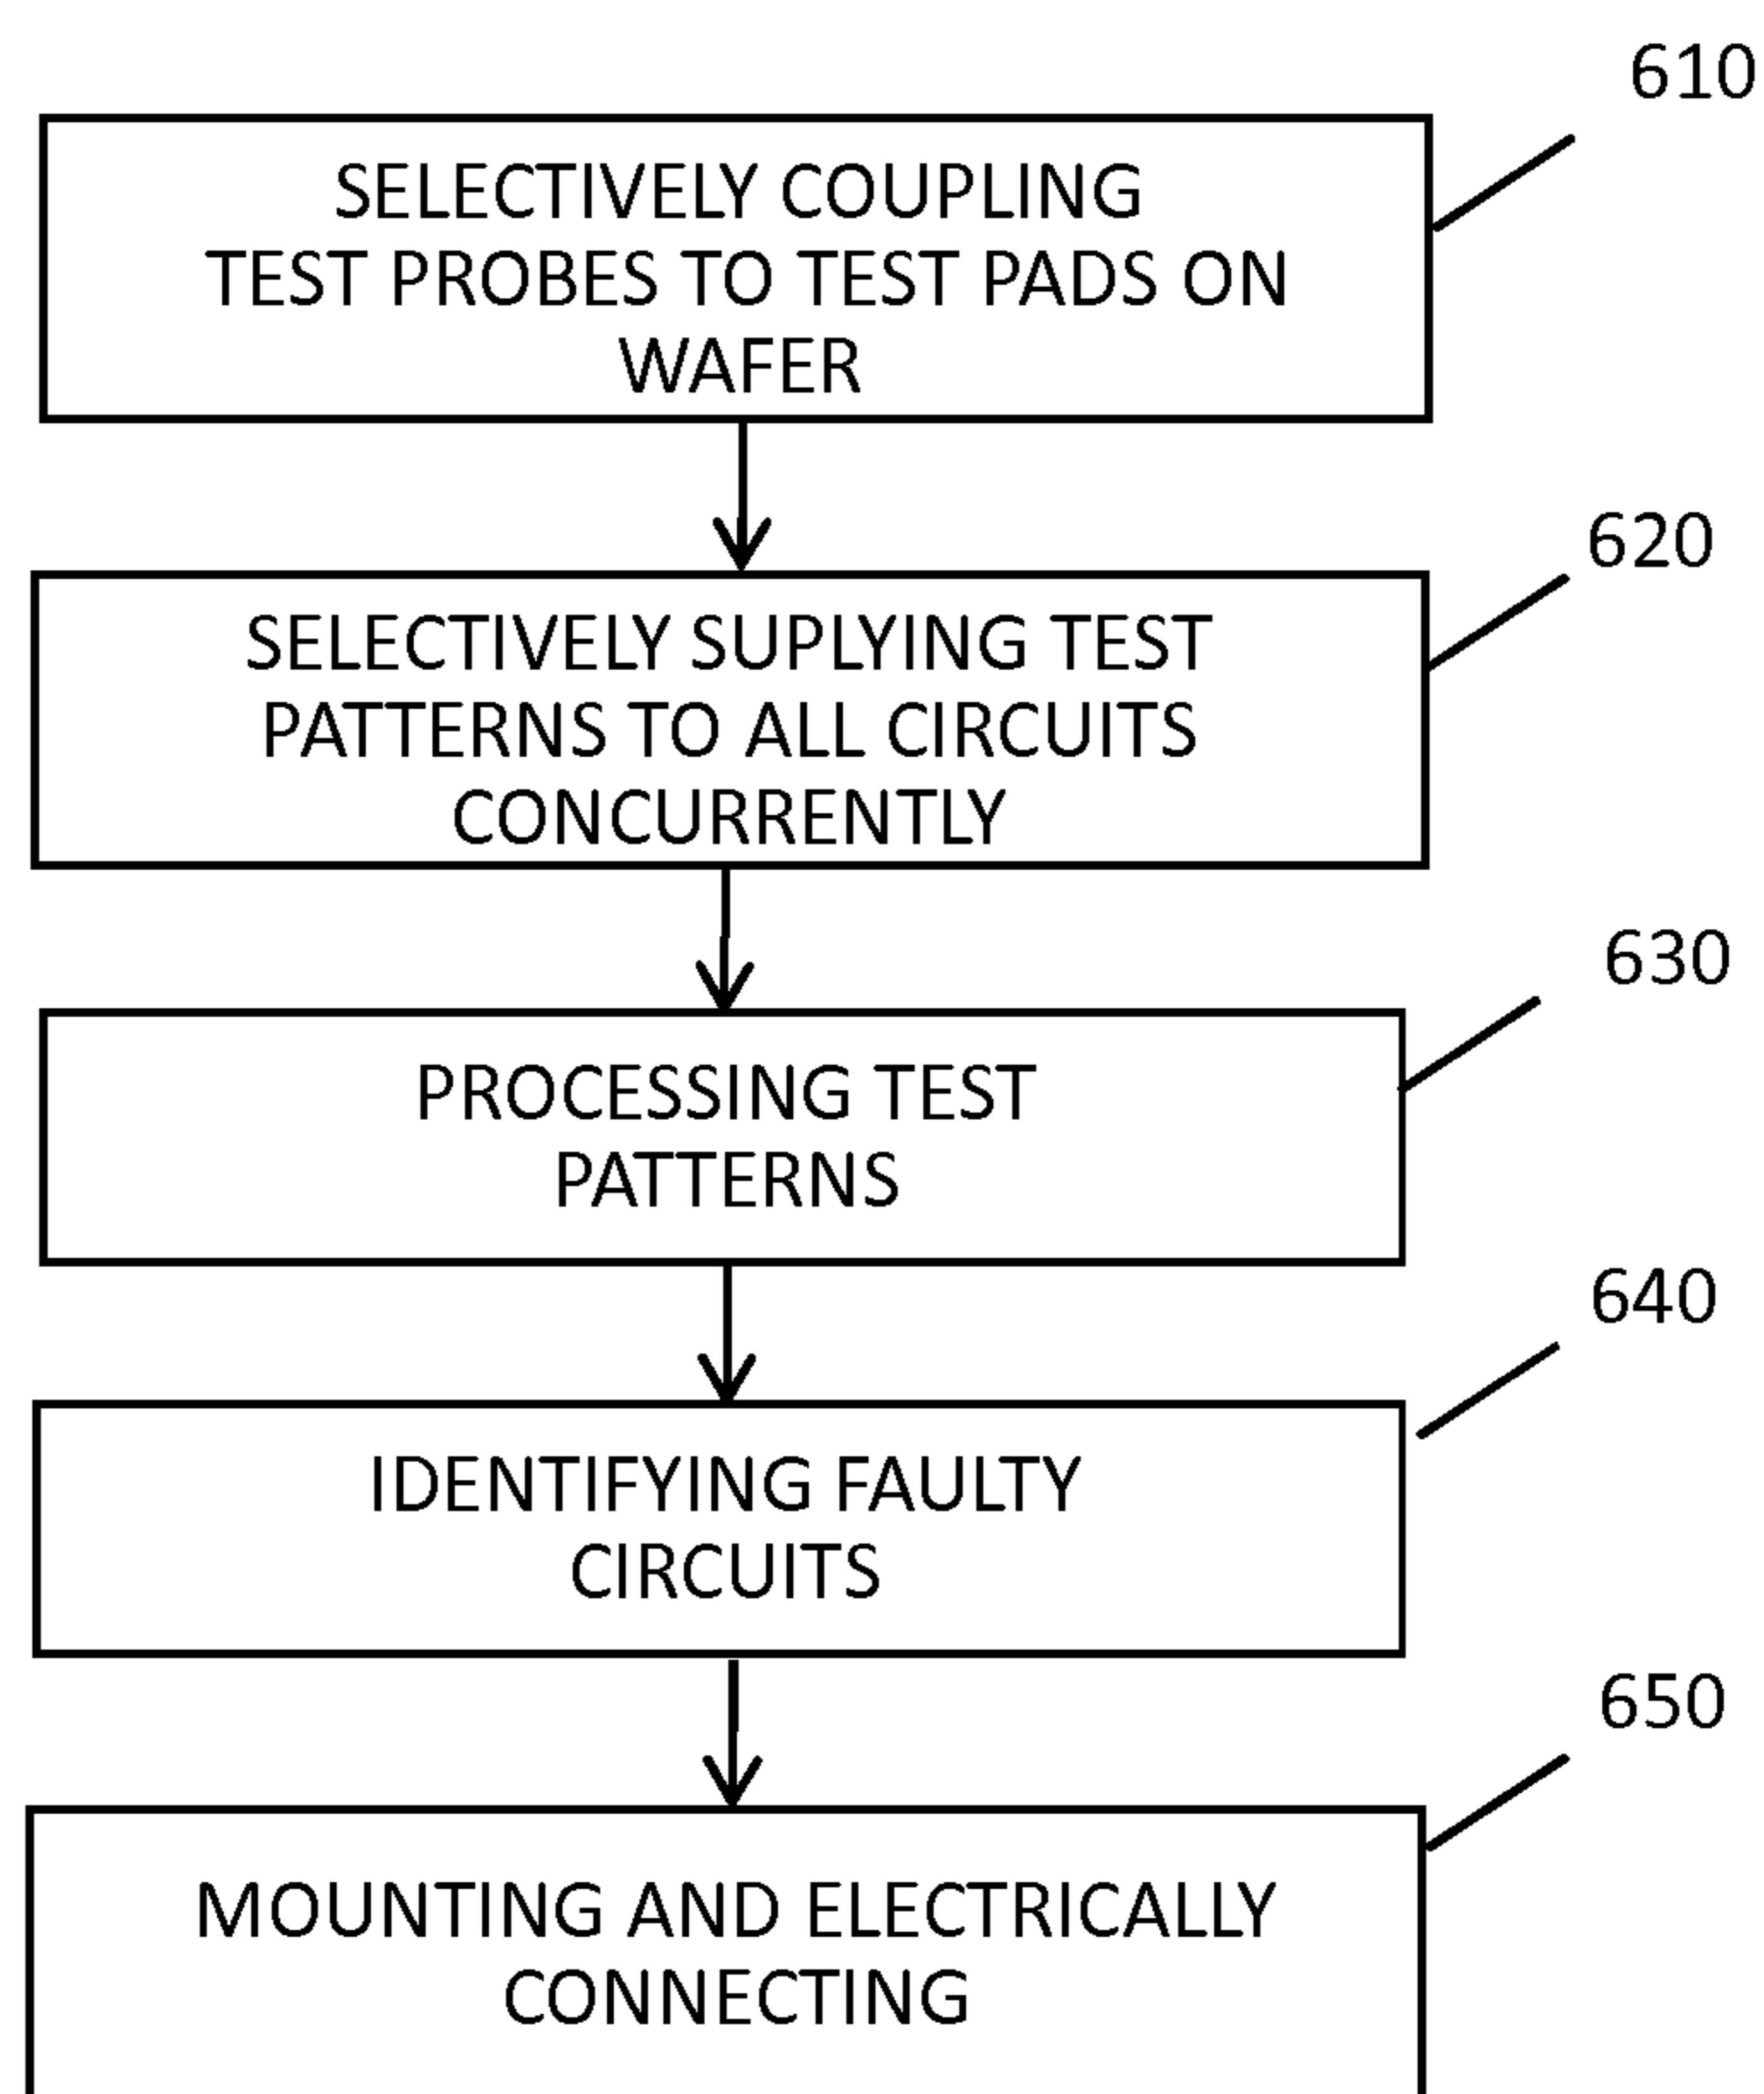 610
SELECTIVELY COUPLING
TEST PROBES TO TEST PADS ON
WAFER
620
SELECTIVELY SUPLYING TEST
PATTERNS TO ALL CIRCUITS
CONCURRENTLY
630
PROCESSING TEST
PATTERNS
640
IDENTIFYING FAULTY
CIRCUITS
650
MOUNTING AND ELECTRICALLY
CONNECTING